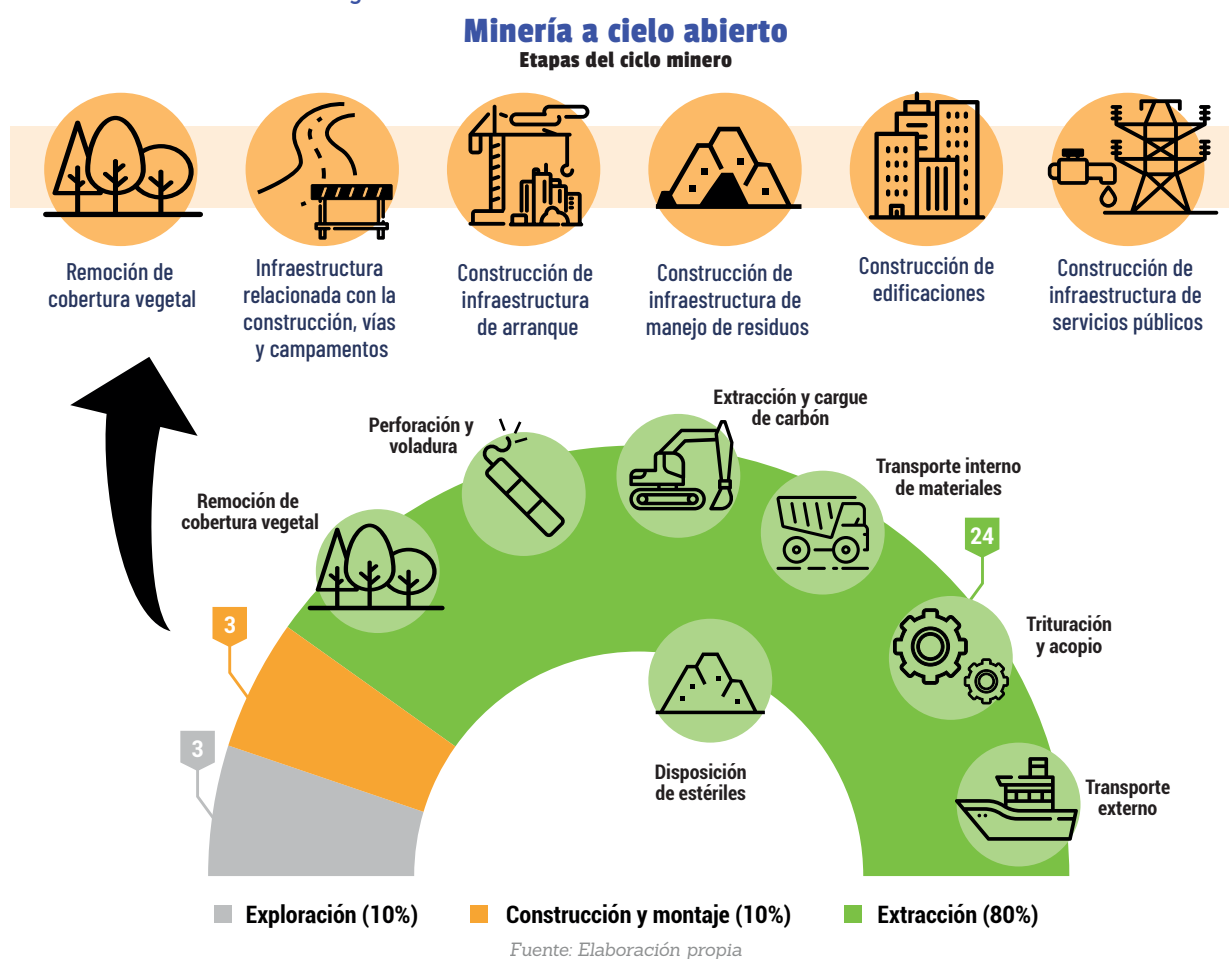 Minería a cielo abierto
Etapas del ciclo minero
Remoción de
cobertura vegetal
Infraestructura
relacionada con la
construcción, vías
y campamentos
Construcción de
infraestructura
de arranque
Construcción de
infraestructura de
manejo de residuos
Construcción de
edificaciones
Construcción de
infraestructura de
servicios públicos
Remoción de
cobertura vegetal
Perforación y
voladura
Extracción y cargue
de carbón
Transporte interno
de materiales
24
Trituración
y acopio
3
3
Disposición
de estériles
Transporte
externo
Exploración (10%)
Construcción y montaje (10%)
Extracción (80%)
Fuente: Elaboración propia